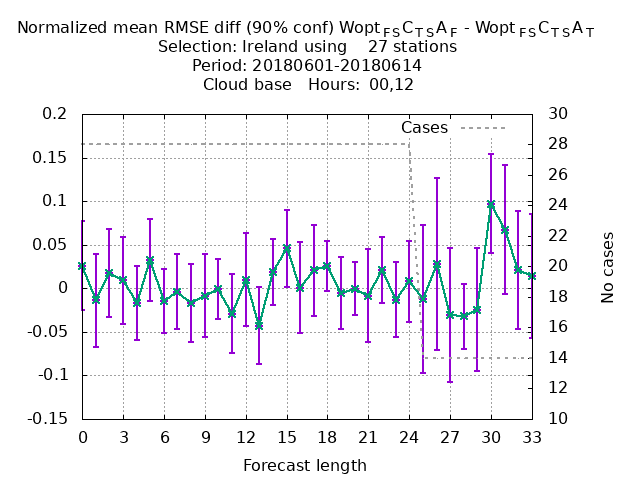 Normalized mean RMSE diff (90% conf) Wopt FS C TS A F - Wopt FS C TS A T
Selection: Ireland using 27 stations
Period: 20180601-20180614
Cloud base Hours: 00,12
Cases
0.2
0.15
0.1
0.05
0
-0.05
-0.1
-0.15
30
28
26
24
22
20
18
16
14
12
10
No cases
0 3 6 9 12 15 18 21 24 27 30 33
Forecast length